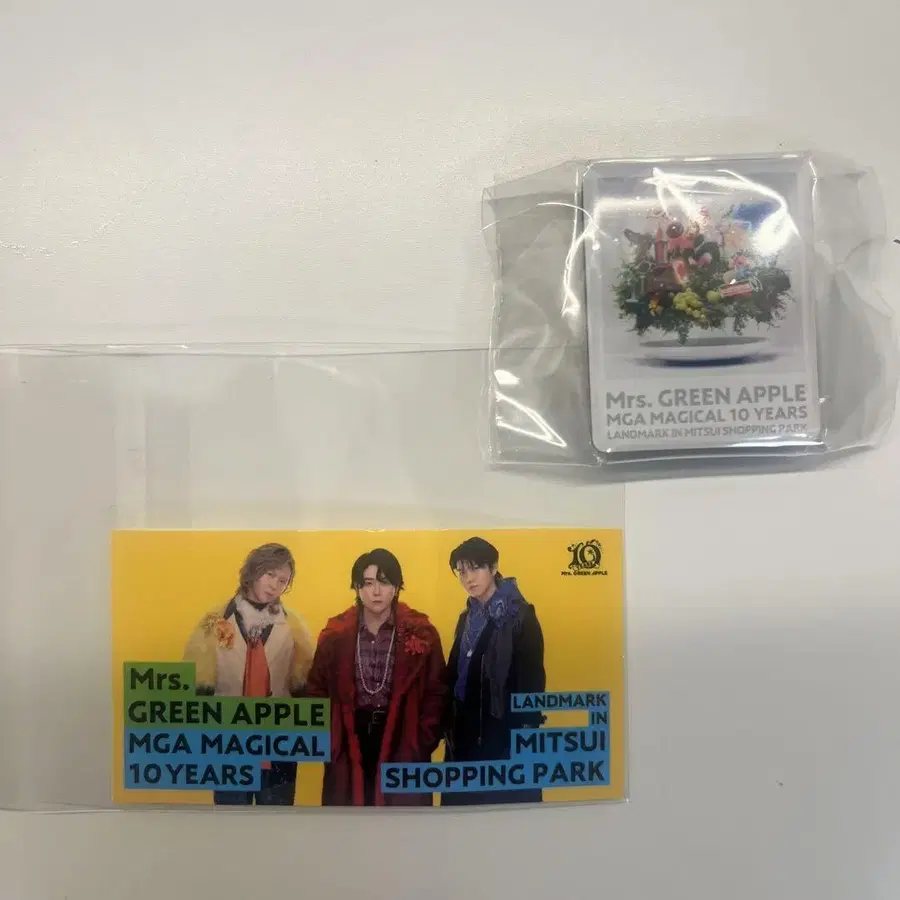 Mrs. GREEN APPLE
MGA MAGICAL 10 YEARS
LANDMARK IN MITSUI SHOPPING PARK
10
Mrs. GREEN APPLE
Mrs.
GREEN APPLE
MGA MAGICAL
10 YEARS
LANDMARK
IN
MITSUI
SHOPPING PARK